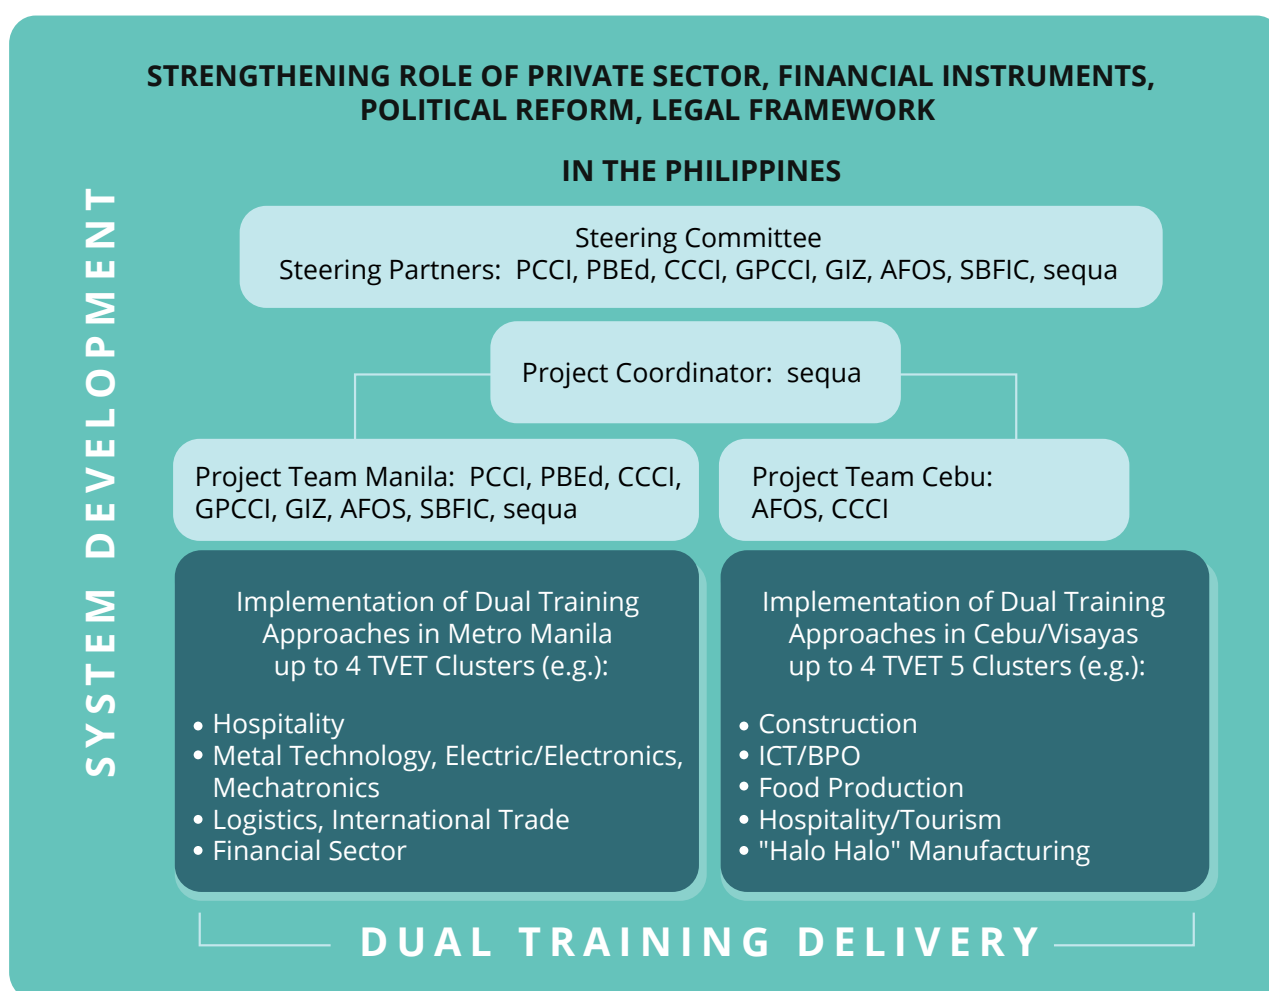 STRENGTHENING ROLE OF PRIVATE SECTOR, FINANCIAL INSTRUMENTS,
POLITICAL REFORM, LEGAL FRAMEWORK
IN THE PHILIPPINES
SYSTEM DEVELOPMENT
Steering Committee
Steering Partners: PCCI, PBEd, CCCI, GPCCI, GIZ, AFOS, SBFIC, sequa
Project Coordinator: sequa
Project Team Manila: PCCI, PBEd, CCCI,
GPCCI, GIZ, AFOS, SBFIC, sequa
Project Team Cebu:
AFOS, CCCI
Implementation of Dual Training
Approaches in Metro Manila
up to 4 TVET Clusters (e.g.):
• Hospitality
• Metal Technology, Electric/Electronics,
Mechatronics
• Logistics, International Trade
• Financial Sector
Implementation of Dual Training
Approaches in Cebu/Visayas
up to 4 TVET 5 Clusters (e.g.):
• Construction
• ICT/BPO
• Food Production
• Hospitality/Tourism
• "Halo Halo" Manufacturing
DUAL TRAINING DELIVERY